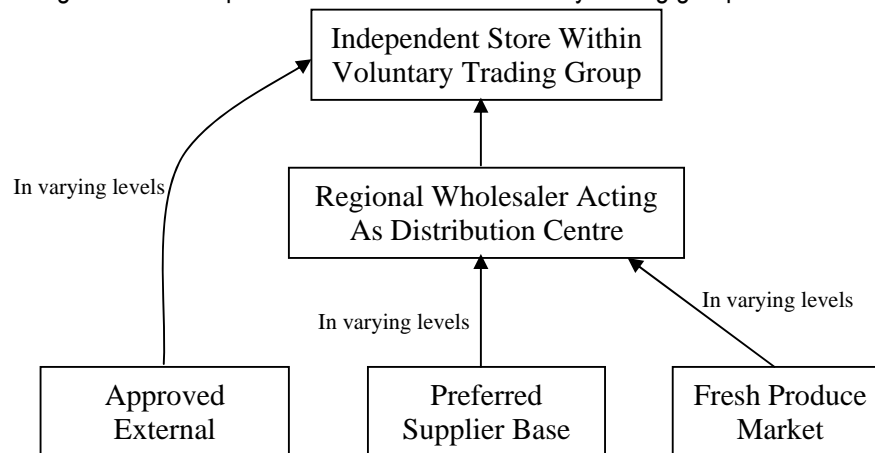 Independent Store Within
Voluntary Trading Group
In varying levels
Regional Wholesaler Acting
As Distribution Centre
In varying levels
In varying levels
Approved
External
Preferred
Supplier Base
Fresh Produce
Market